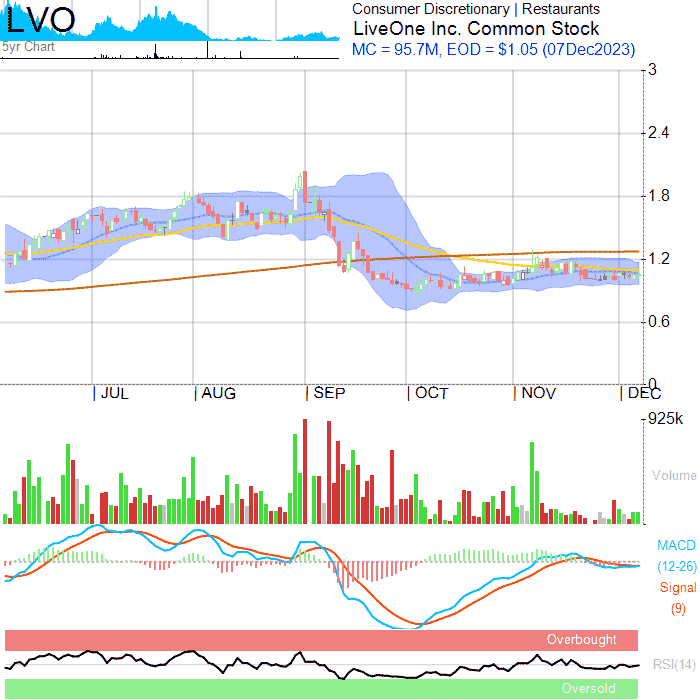 LVO
5yr Chart
Consumer Discretionary | Restaurants
LiveOne Inc. Common Stock
MC = 95.7M, EOD = $1.05 (07Dec2023)
3
2.4
1.8
1.2
0.6
0
JUL AUG SEP OCT NOV DEC
925k
Volume
MACD
(12-26)
Signal
(9)
Overbought
RSI(14)
Oversold